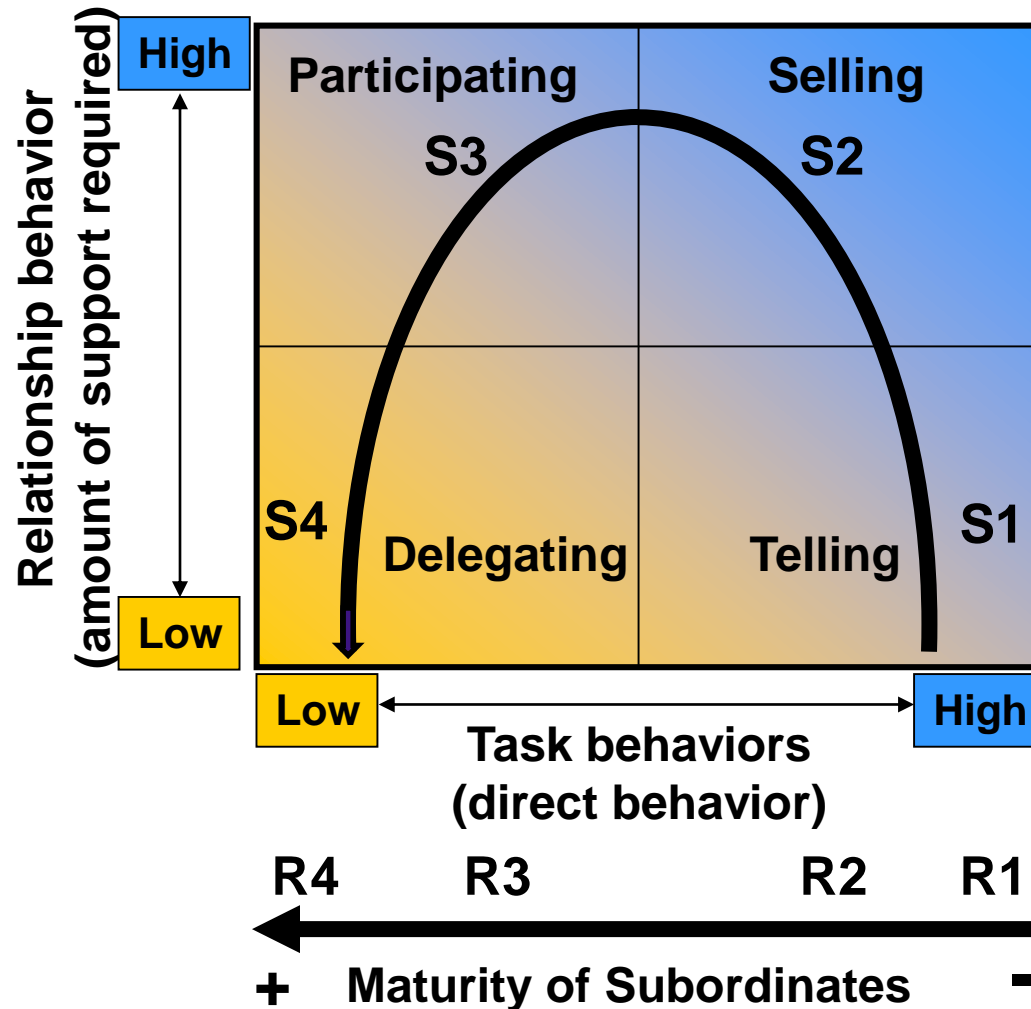 Relationship behavior
(amount of support required)
High
Low
Participating
Selling
S3
S2
S4
S1
Delegating
Telling
Low
High
Task behaviors
(direct behavior)
R4 R3 R2 R1
+ Maturity of Subordinates -